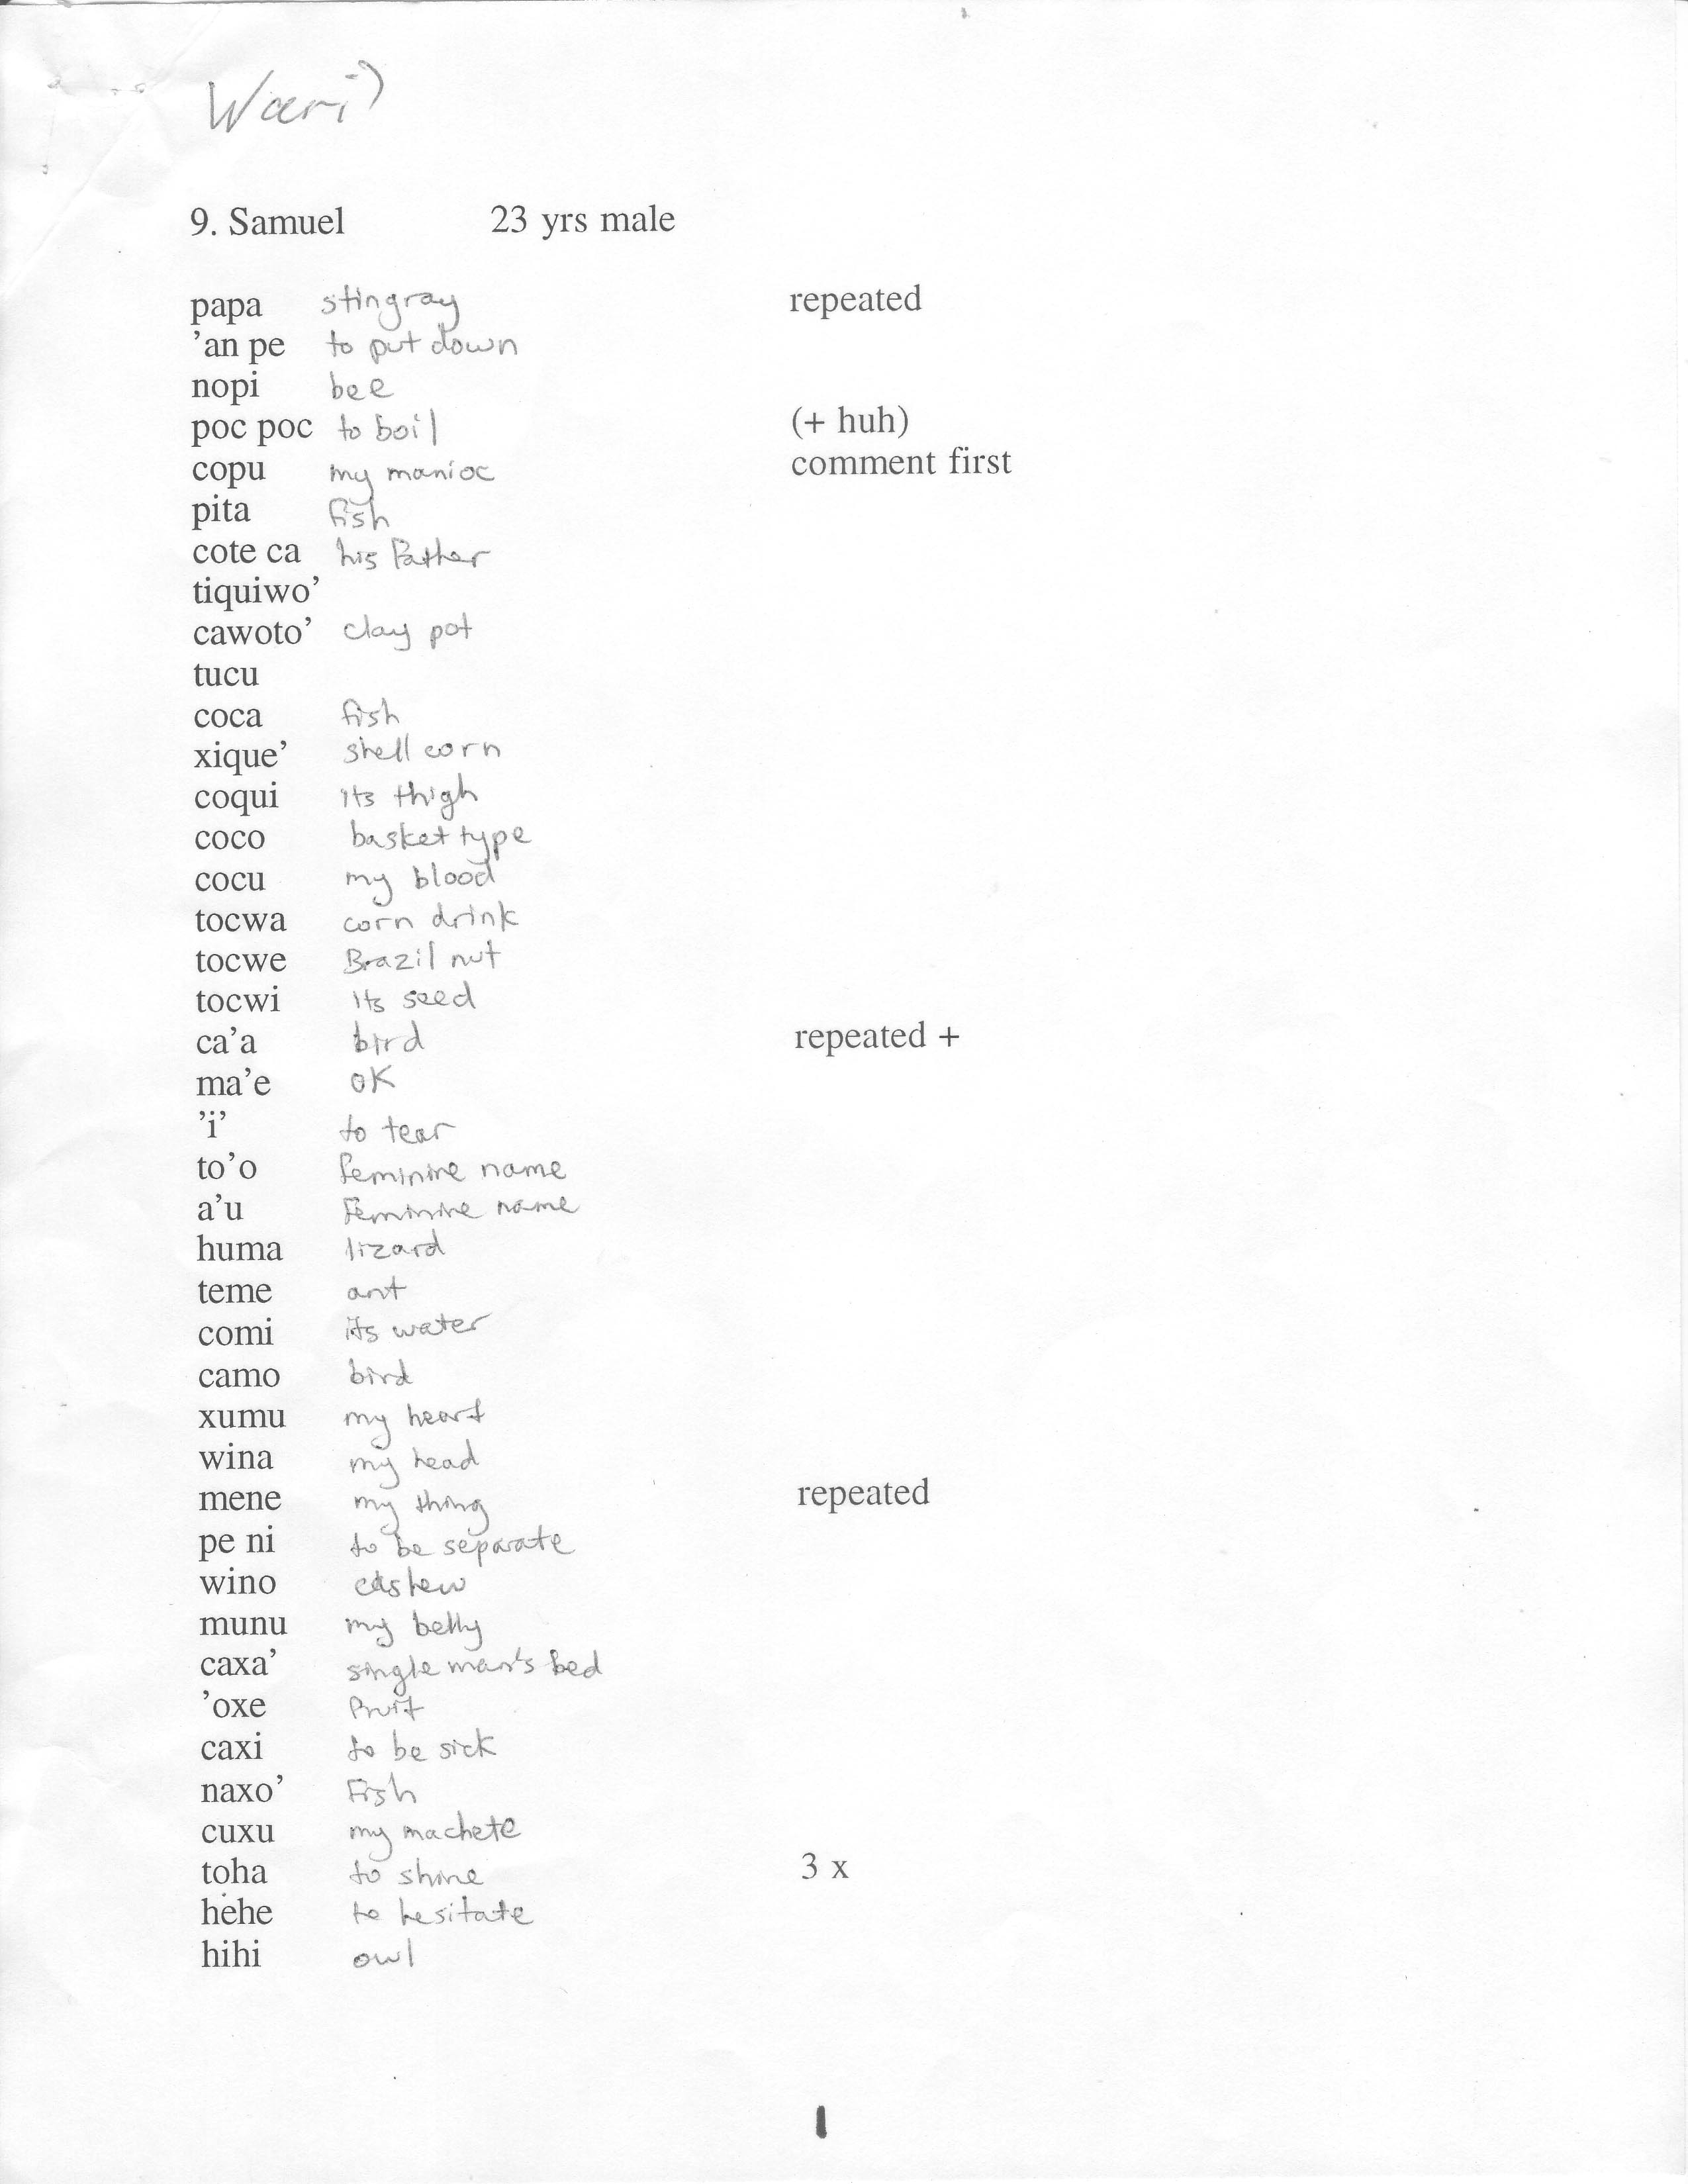 Wari'
9. Samuel 23 yrs male
papa stingray repeated
’an pe to put down
nopi bee
poc poc to boil (+ huh)
copu my manioc comment first
pita fish
cote ca his father
tiquiwo’
cawoto’ clay pot
tucu
coca fish
xique’ shell corn
coqui its thigh
coco basket type
cocu my blood
tocwa corn drink
tocwe Brazil nut
tocwi its seed
ca’a bird repeated +
ma’e OK
’i’ to tear
to’o feminine name
a’u feminine name
huma lizard
teme ant
comi its water
camo bird
xumu my heart
wina my head
mene my thing repeated
pe ni to be separate
wino cashew
munu my belly
caxa’ single man's bed
’oxe fruit
caxi to be sick
naxo’ fish
cuxu my machete
toha to shine 3 x
hehe to hesitate
hihi owl
1